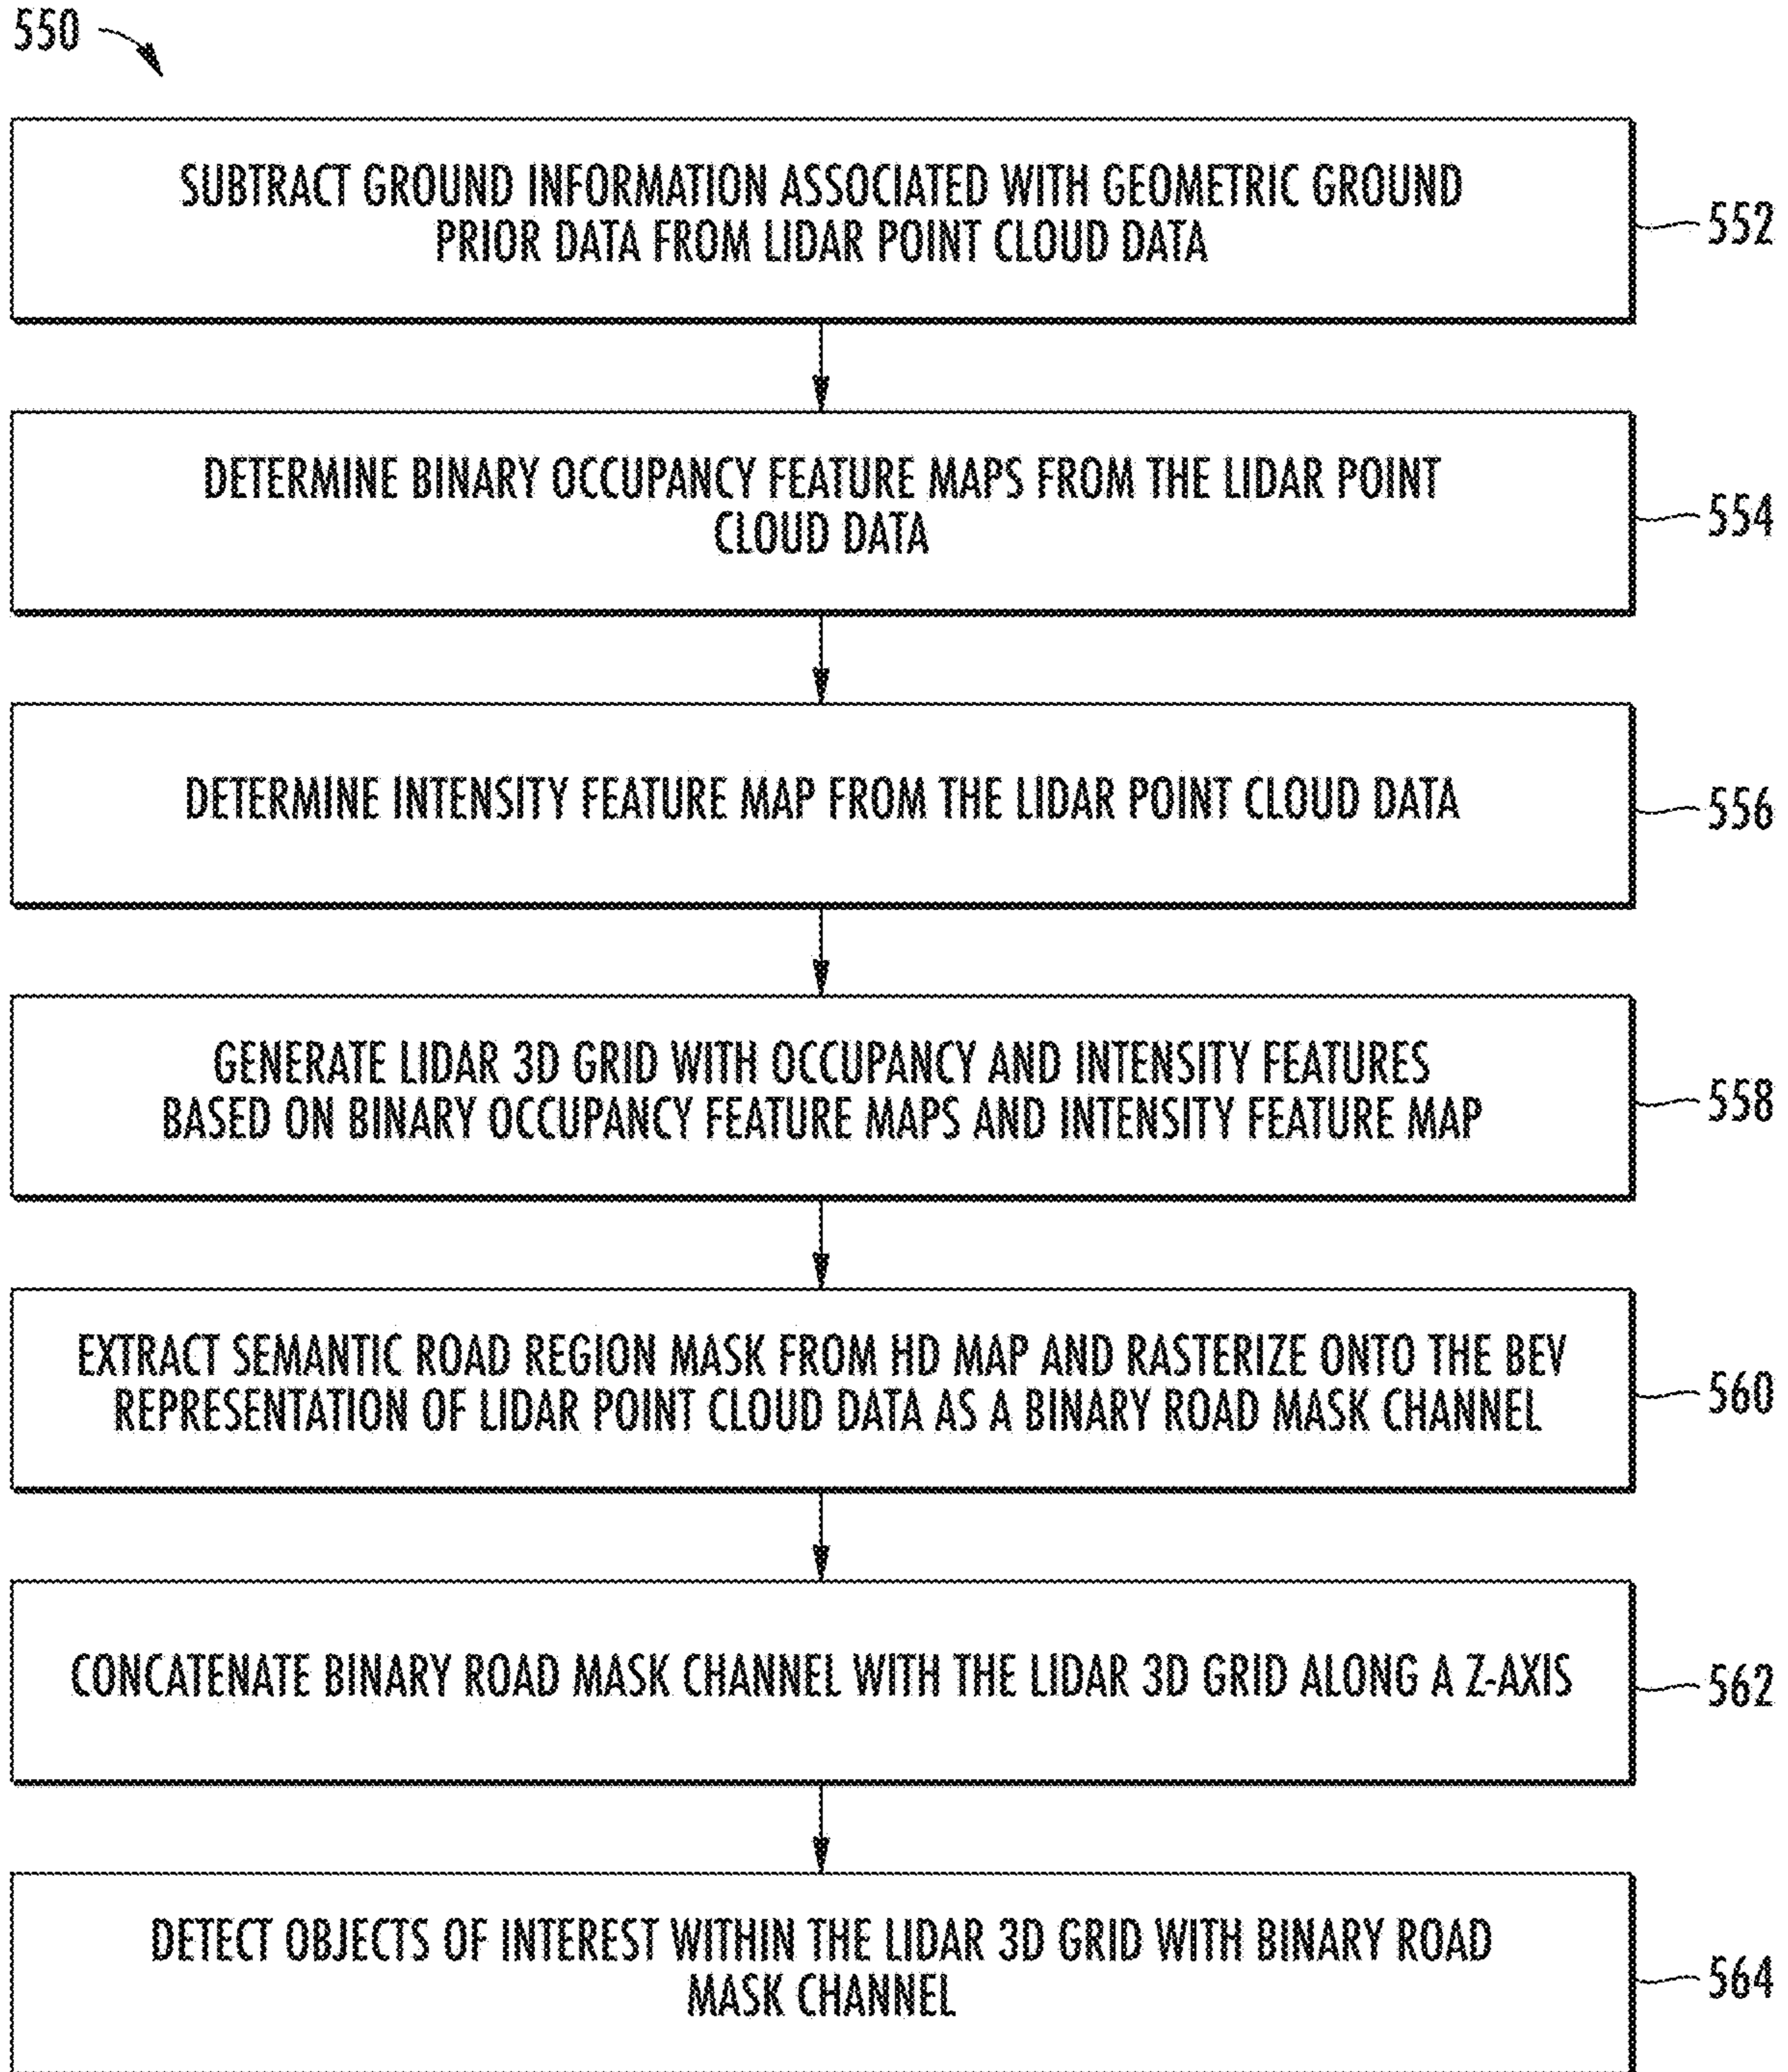 550
SUBTRACT GROUND INFORMATION ASSOCIATED WITH GEOMETRIC GROUND
PRIOR DATA FROM LIDAR POINT CLOUD DATA
552
DETERMINE BINARY OCCUPANCY FEATURE MAPS FROM THE LIDAR POINT
CLOUD DATA
554
DETERMINE INTENSITY FEATURE MAP FROM THE LIDAR POINT CLOUD DATA
556
GENERATE LIDAR 3D GRID WITH OCCUPANCY AND INTENSITY FEATURES
BASED ON BINARY OCCUPANCY FEATURE MAPS AND INTENSITY FEATURE MAP
558
EXTRACT SEMANTIC ROAD REGION MASK FROM HD MAP AND RASTERIZE ONTO THE BEV
REPRESENTATION OF LIDAR POINT CLOUD DATA AS A BINARY ROAD MASK CHANNEL
560
CONCATENATE BINARY ROAD MASK CHANNEL WITH THE LIDAR 3D GRID ALONG A Z-AXIS
562
DETECT OBJECTS OF INTEREST WITHIN THE LIDAR 3D GRID WITH BINARY ROAD
MASK CHANNEL
564